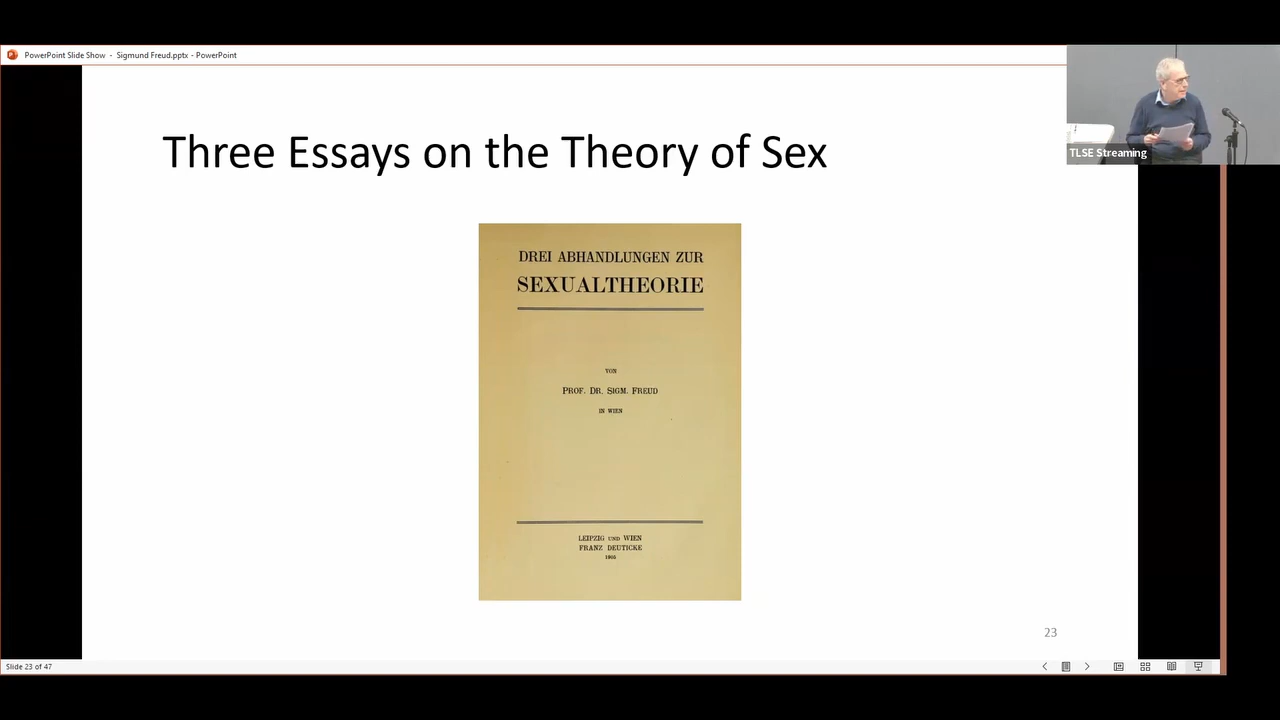 PowerPoint Slide Show - Sigmund Freud.pptx - PowerPoint
TLSE Streaming
Three Essays on the Theory of Sex
DREI ABHANDLUNGEN ZUR
SEXUALTHEORIE
VON
PROF. DR. SIGM. FREUD
IN WIEN
LEIPZIG UND WIEN
FRANZ DEUTICKE
1905
23
Slide 23 of 47